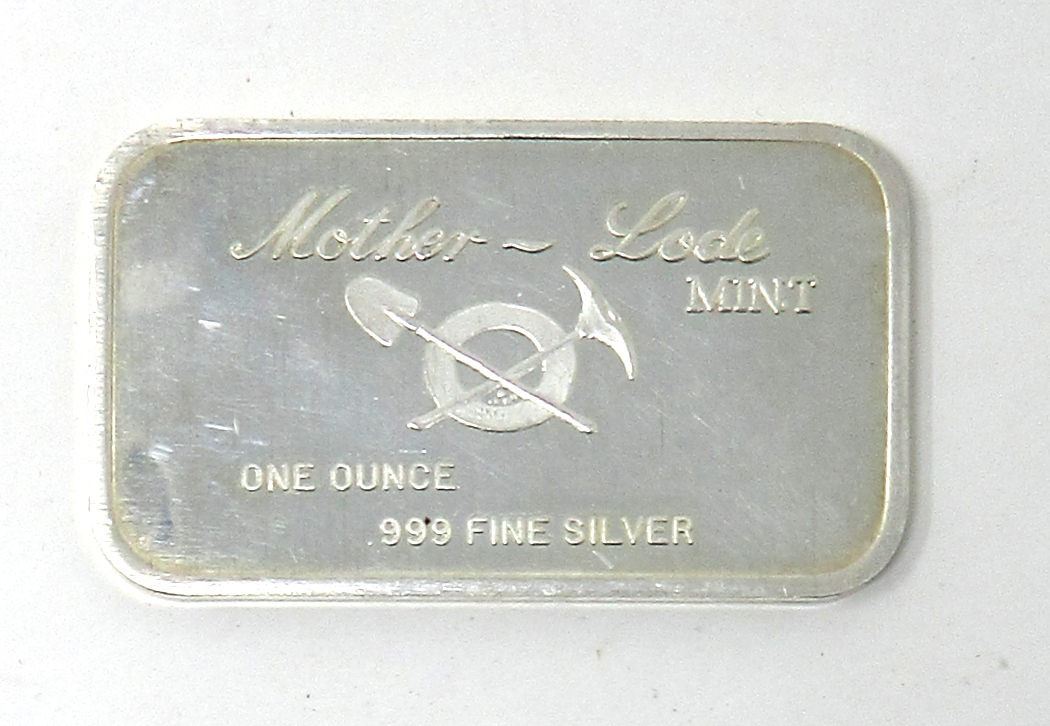 Mother ~ Lode
MINT
ONE OUNCE
.999 FINE SILVER